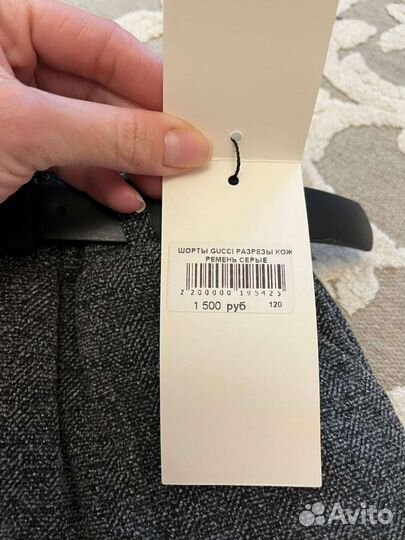 ШОРТЫ GUCCI РАЗРЕЗЫ КОЖ
РЕМЕНЬ СЕРЫЕ
2 200000 195425
1 500 руб 120
Avito